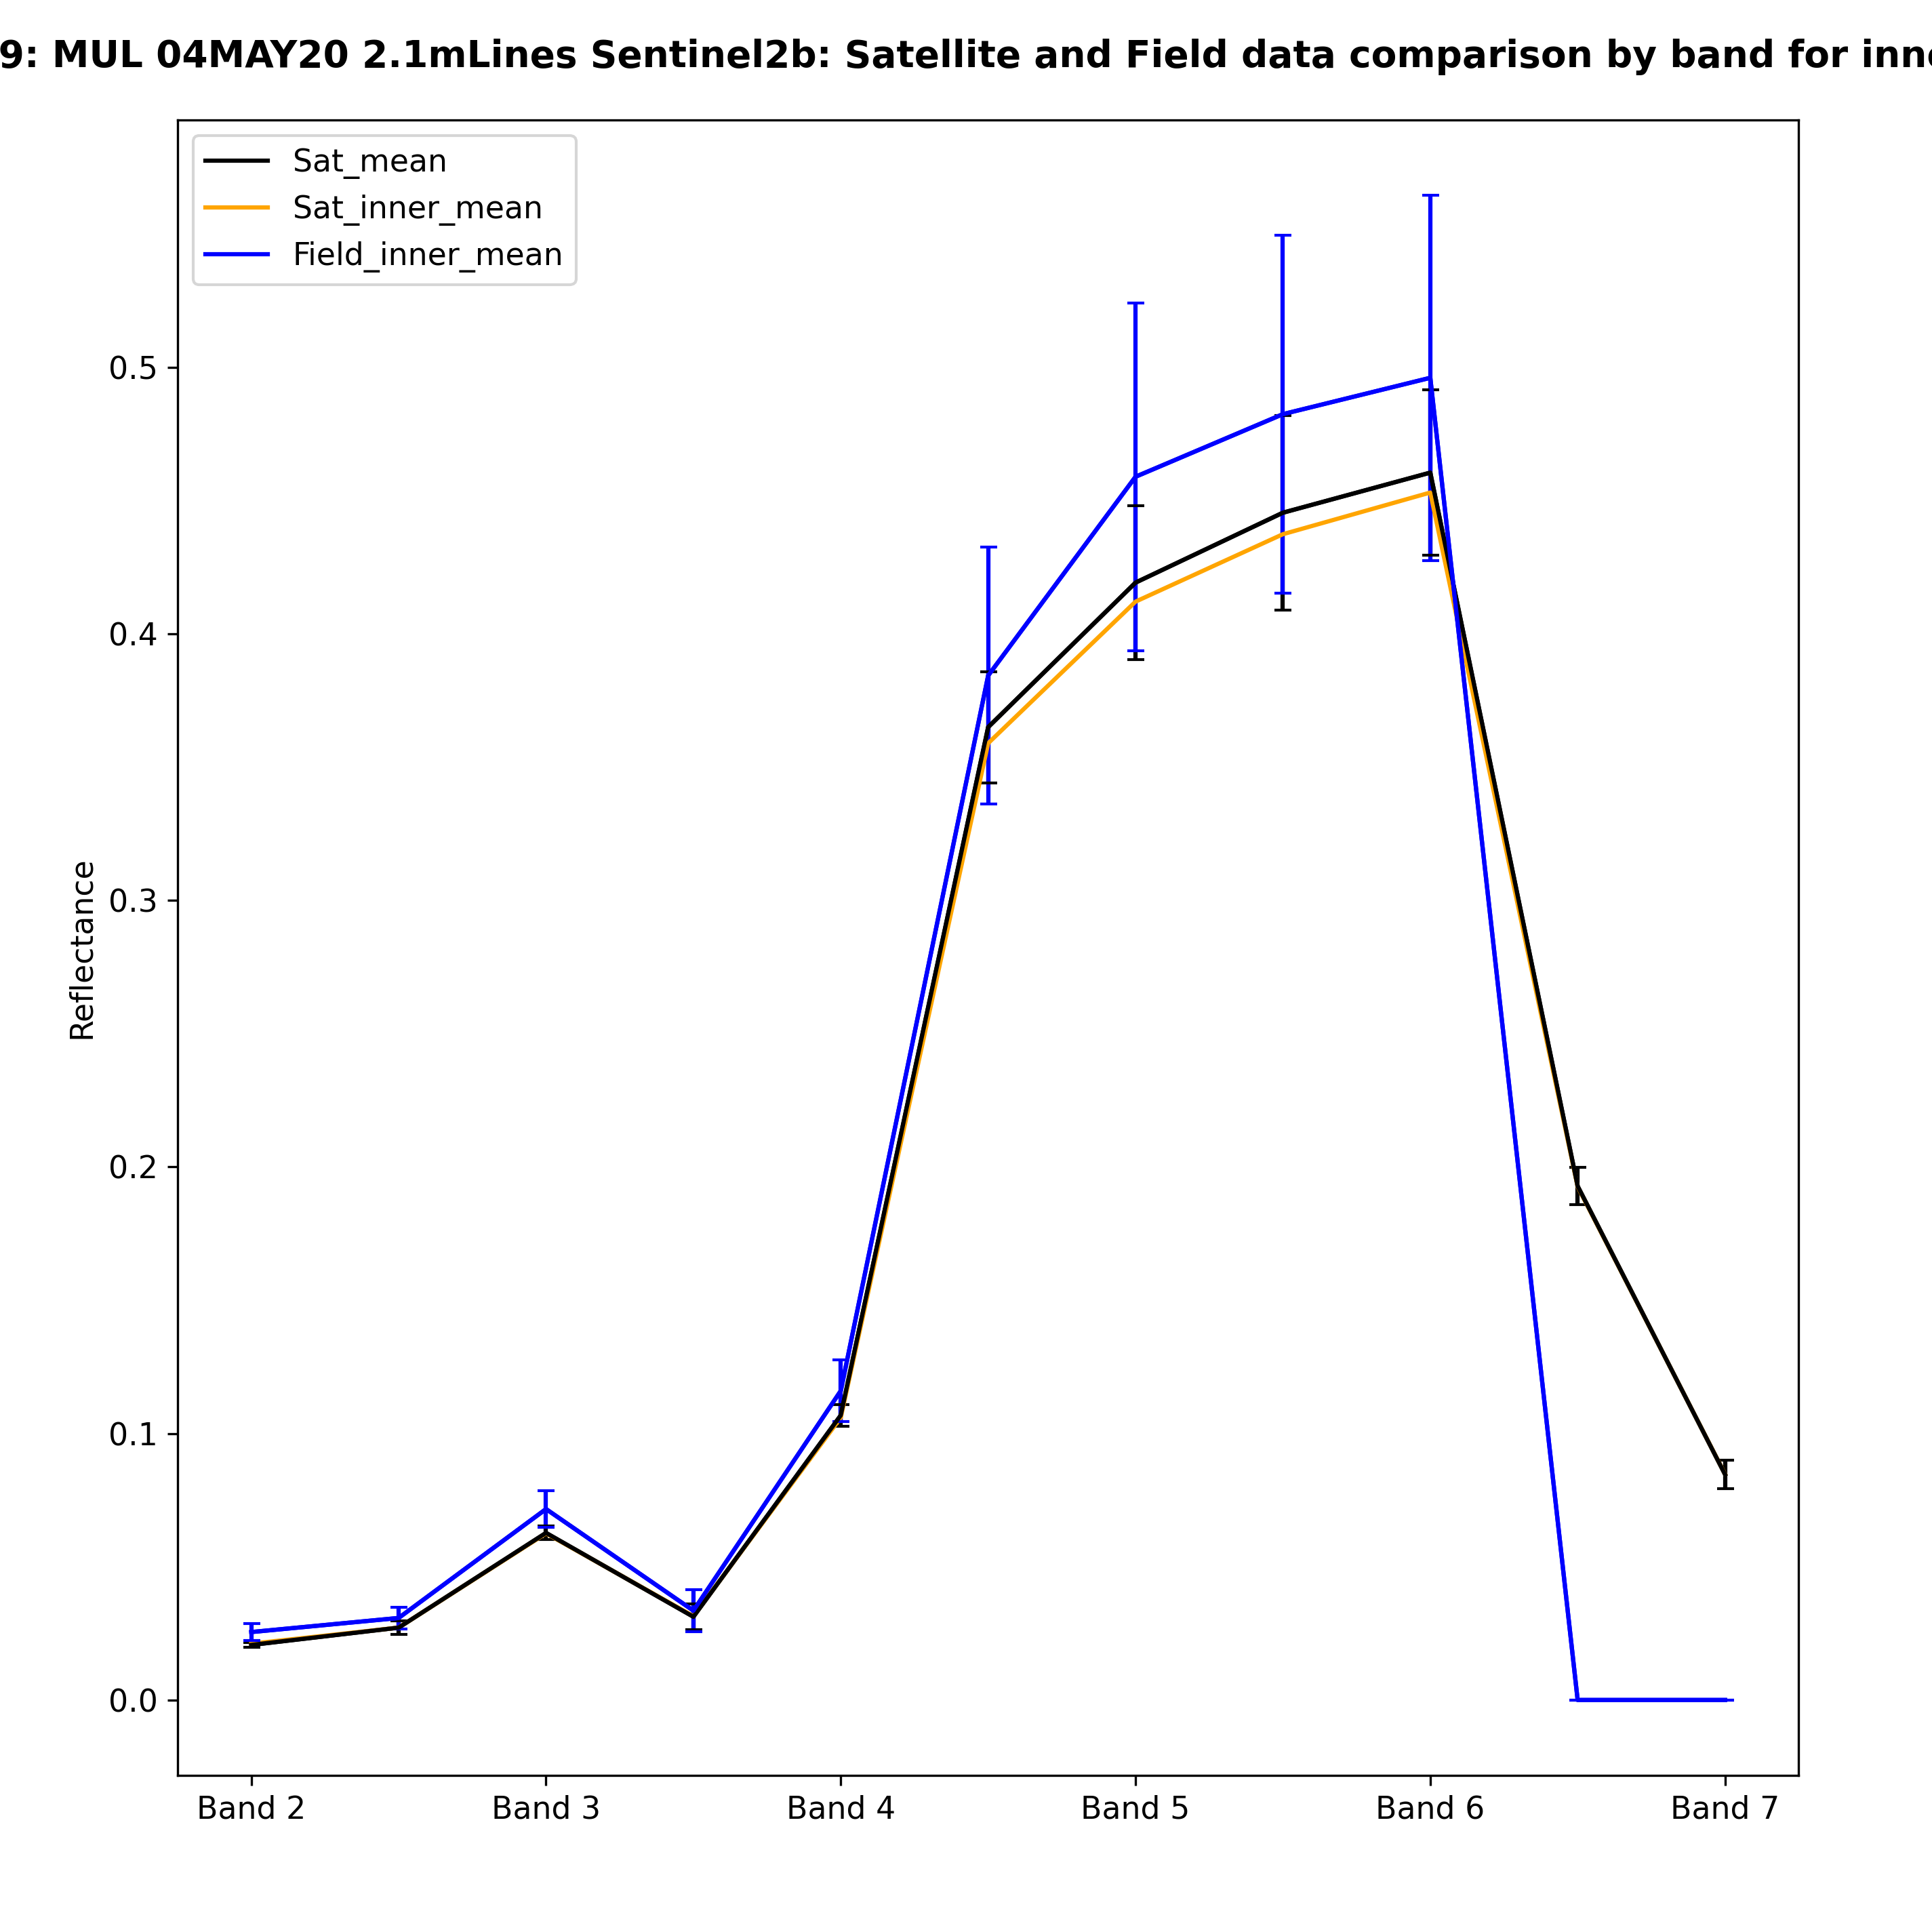 9: MUL 04MAY20 2.1mLines Sentinel2b: Satellite and Field data comparison by band for
Sat_mean
Sat_inner_mean
Field_inner_mean
0.5
0.4
0.3
0.2
0.1
0.0
Reflectance
Band 2 Band 3 Band 4 Band 5 Band 6 Band 7